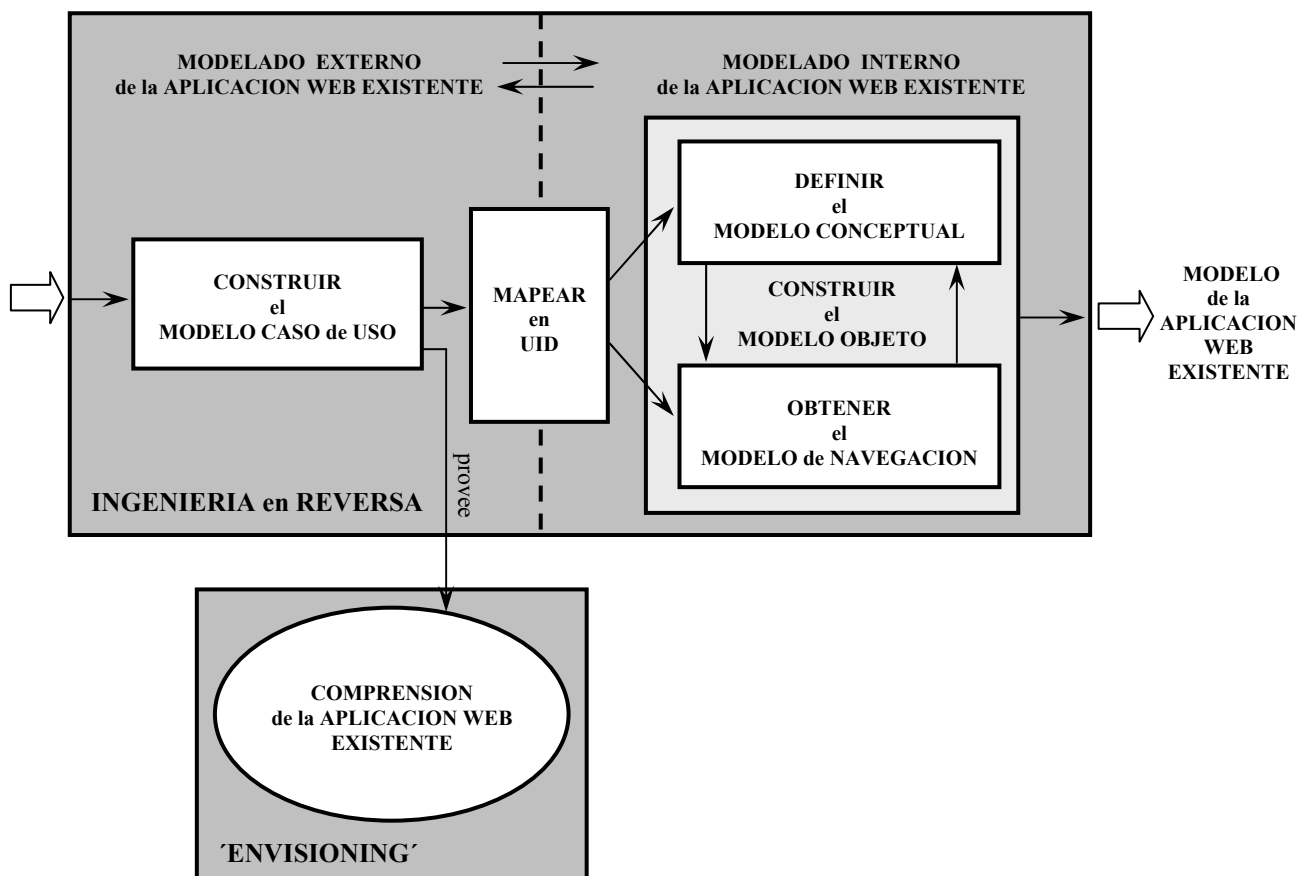 MODELADO EXTERNO
de la APLICACION WEB EXISTENTE
MODELADO INTERNO
de la APLICACION WEB EXISTENTE
CONSTRUIR
el
MODELO CASO de USO
MAPEAR
en
UID
DEFINIR
el
MODELO CONCEPTUAL
CONSTRUIR
el
MODELO OBJETO
OBTENER
el
MODELO de NAVEGACION
MODELO
de la
APLICACION
WEB
EXISTENTE
provee
INGENIERIA en REVERSA
COMPRENSION
de la APLICACION WEB
EXISTENTE
´ENVISIONING´